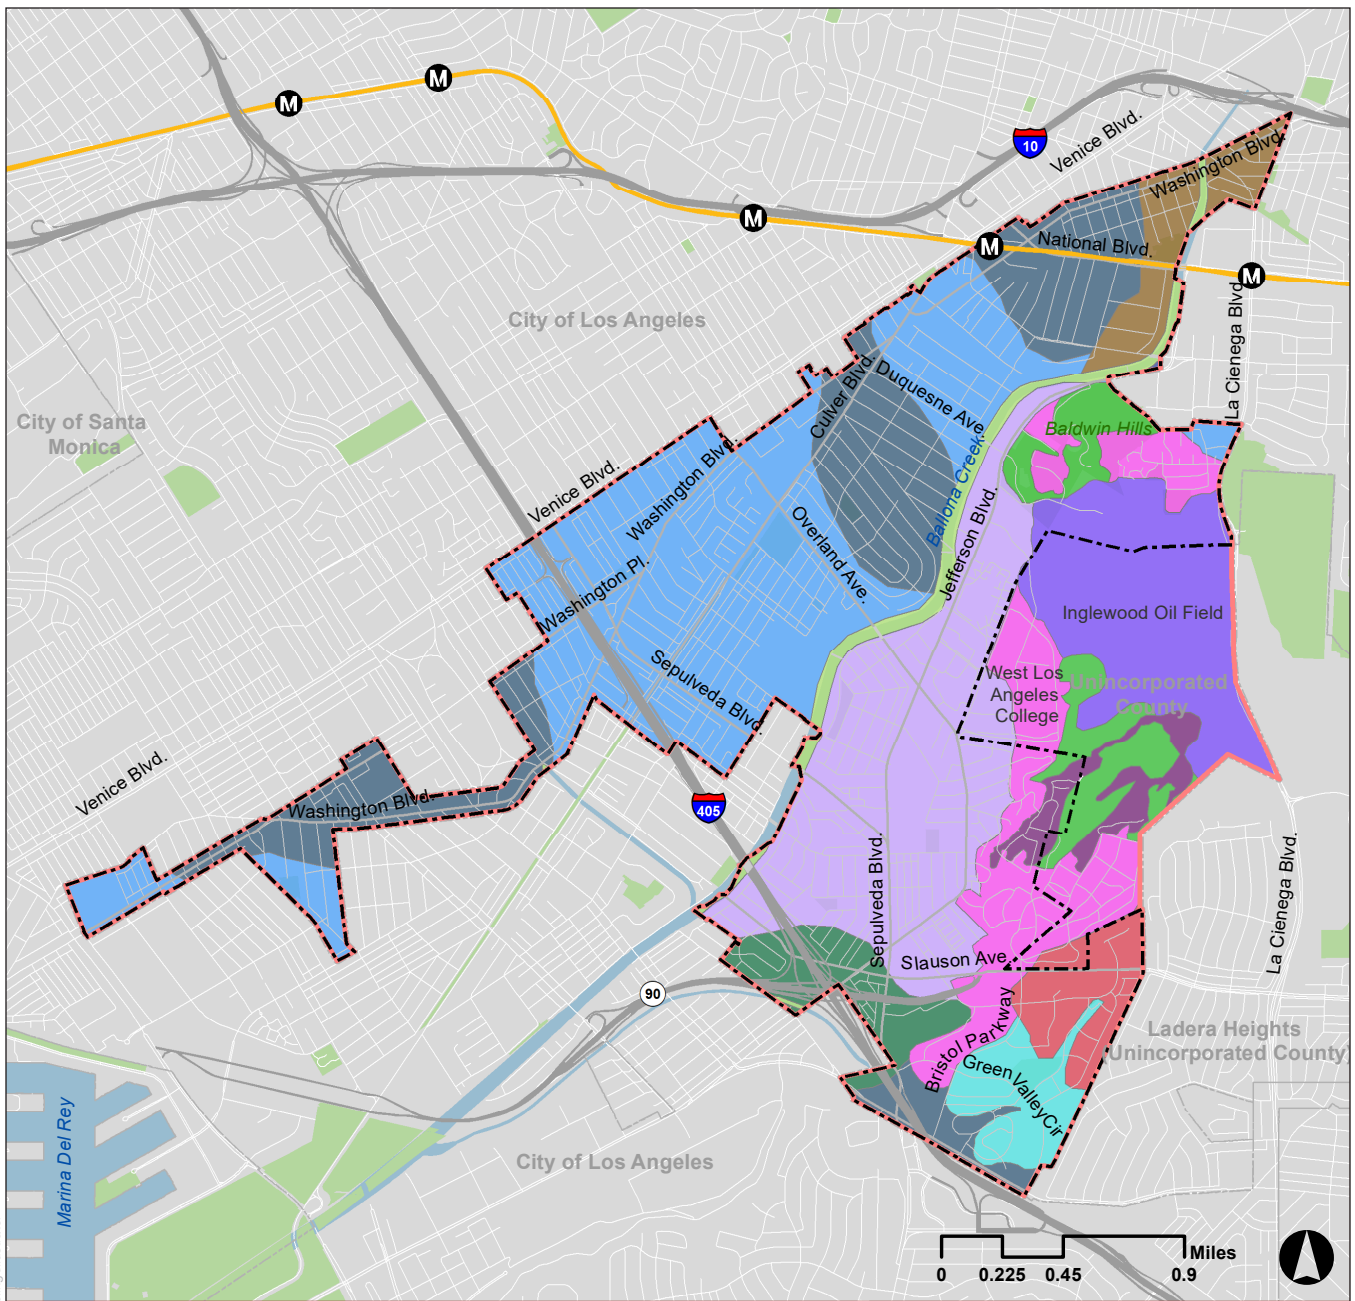 M
M
10
Venice Blvd.
Washington Blvd.
M
M
National Blvd.
M
City of Los Angeles
La Cienega Blvd.
Culver Blvd.
Duquesne Ave.
City of Santa
Monica
Baldwin Hills
Venice Blvd.
Washington Blvd.
Ballona Creek
Overland Ave.
Jefferson Blvd.
Washington Pl.
Inglewood Oil Field
Sepulveda Blvd.
West Los
Angeles
College
Unincorporated
County
Venice Blvd.
Washington Blvd.
405
Sepulveda Blvd.
La Cienega Blvd.
Slauson Ave.
90
Bristol Parkway
Ladera Heights
Unincorporated County)
Green Valley Cir
Marina Del Rey
City of Los Angeles
Miles
0
0.225
0.45
0.9